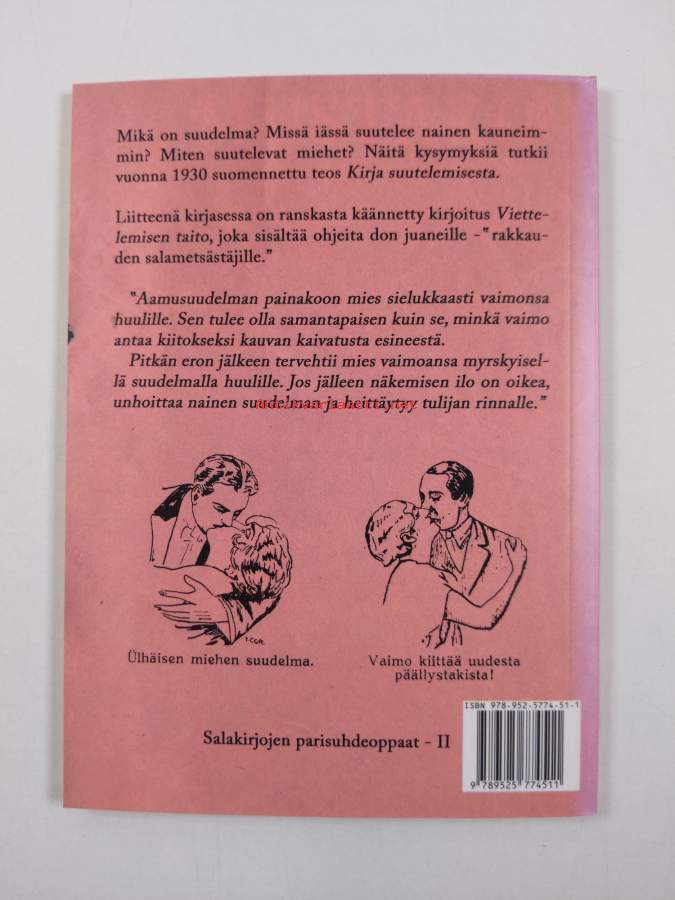 Mikä on suudelma? Missä iässä suutelee nainen kauneim-
min? Miten suutelevat miehet? Näitä kysymyksiä tutkii
vuonna 1930 suomennettu teos Kirja suutelemisesta.
Liitteenä kirjasessa on ranskasta käännetty kirjoitus Viette-
lemisen taito, joka sisältää ohjeita don juaneille -"rakkau-
den salametsästäjille."
"Aamusuudelman painakoon mies sielukkaasti vaimonsa
huulille. Sen tulee olla samantapaisen kuin se, minkä vaimo
antaa kiitokseksi kauvan kaivatusta esineestä.
Pitkän eron jälkeen tervehtii mies vaimoansa myrskyisel-
lä suudelmalla huulille. Jos jälleen näkemisen ilo on oikea,
unhoittaa nainen suudelman ja heittäytyy tulijan rinnalle."
Ülhäisen miehen suudelma.
Vaimo kiittää uudesta
päällystakista!
Salakirjojen parisuhdeoppaat - II
ISBN 978-952-5774-51-1
9 789525 774511